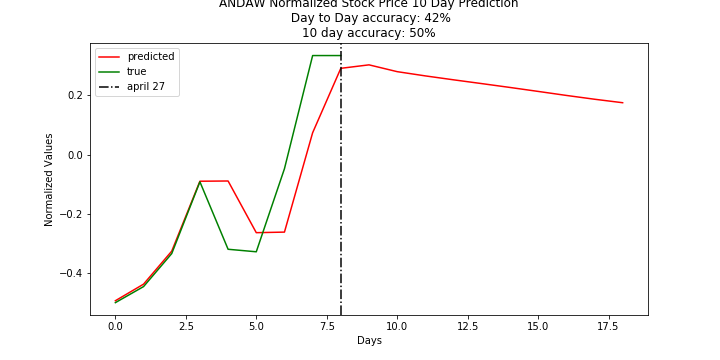 ANDAW Normalized Stock Price 10 Day Prediction
Day to Day accuracy: 42%
10 day accuracy: 50%
predicted
true
april 27
Normalized Values
0.2
0.0
−0.2
−0.4
0.0 2.5 5.0 7.5 10.0 12.5 15.0 17.5
Days